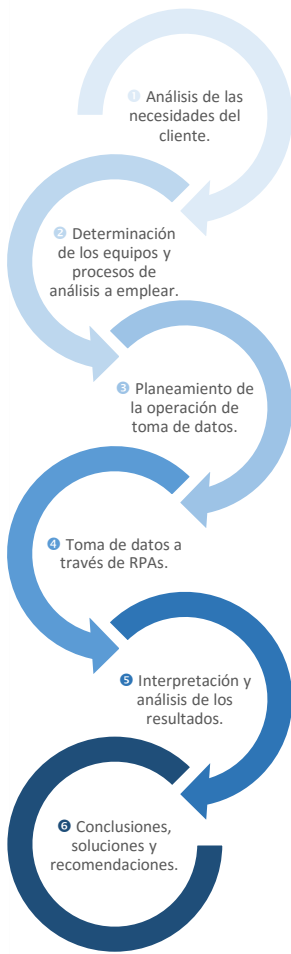 ❶ Análisis de las
necesidades del
cliente.
❷ Determinación
de los equipos y
procesos de
análisis a emplear.
❸ Planeamiento de
la operación de
toma de datos.
❹ Toma de datos a
través de RPAs.
❺ Interpretación y
análisis de los
resultados.
❻ Conclusiones,
soluciones y
recomendaciones.